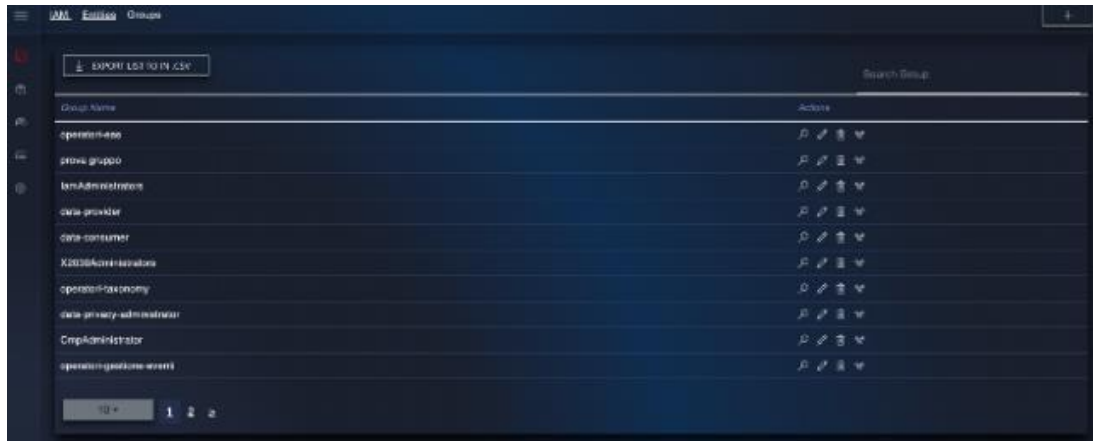 IAM Entities Groups
+
EXPORT LIST TO IN .CSV
Search Group
Group Name Actions
operatori-eas
prova gruppo
IamAdministrators
data-provider
data-consumer
X2030Administrators
operatori-taxonomy
data-privacy-administrator
CmpAdministrator
operatori-gestione-eventi
10
1 2 >